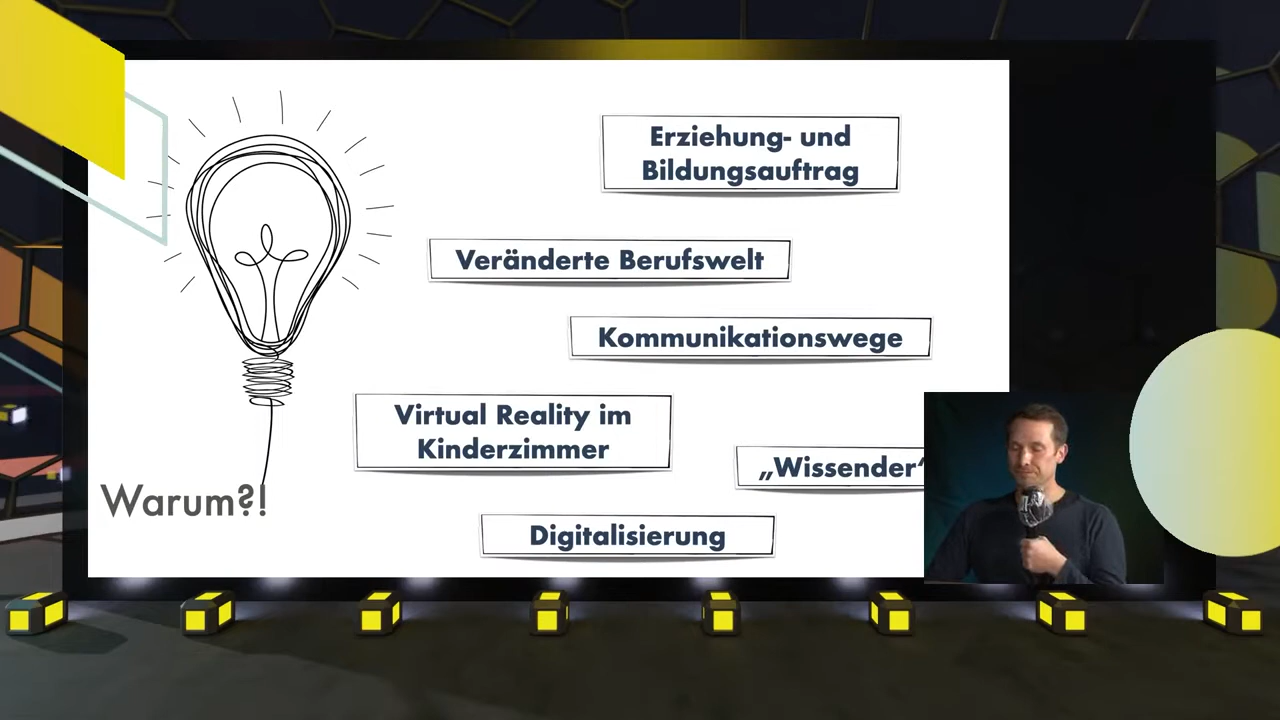 Erziehung- und
Bildungsauftrag
Veränderte Berufswelt
Kommunikationswege
Virtual Reality im
Kinderzimmer
„Wissender“
Warum?!
Digitalisierung